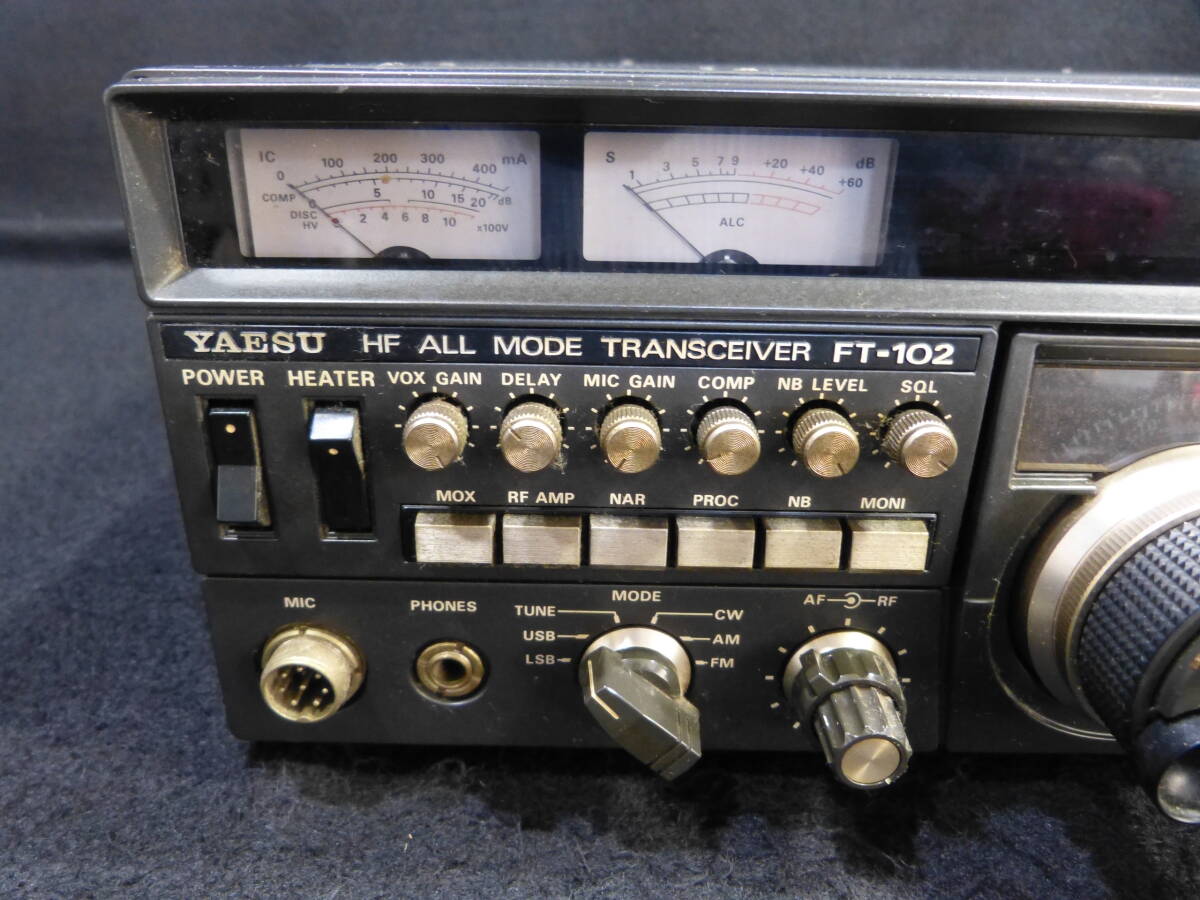 IC 0 100 200 300 400 mA
COMP 0 5 10 15 20 dB
DISC
HV 0 2 4 6 8 10 x100V
S 1 3 5 7 9 +20 +40 +60 dB
ALC
YAESU HF ALL MODE TRANSCEIVER FT-102
POWER HEATER VOX GAIN DELAY MIC GAIN COMP NB LEVEL SQL
MOX RF AMP NAR PROC NB MONI
MIC PHONES MODE AF RF
TUNE CW
USB AM
LSB FM